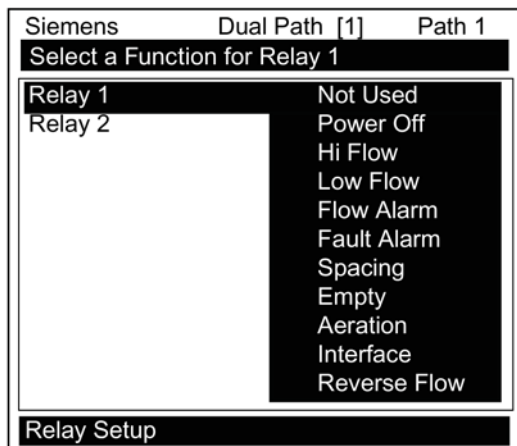 Siemens Dual Path [1] Path 1
Select a Function for Relay 1
Relay 1 Not Used
Relay 2 Power Off
Hi Flow
Low Flow
Flow Alarm
Fault Alarm
Spacing
Empty
Aeration
Interface
Reverse Flow
Relay Setup